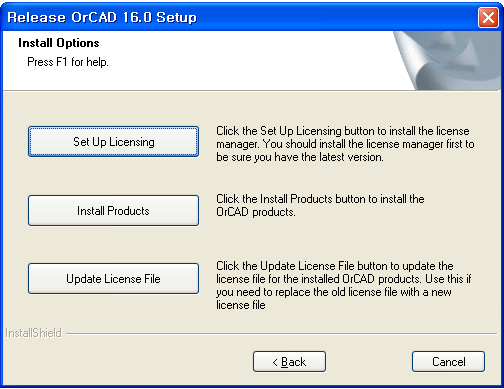 Release OrCAD 16.0 Setup
Install Options
Press F1 for help.
Set Up Licensing
Click the Set Up Licensing button to install the license
manager. You should install the license manager first to
be sure you have the latest version.
Install Products
Click the Install Products button to install the
OrCAD products.
Update License File
Click the Update License File button to update the
license file for the installed OrCAD products. Use this if
you need to replace the old license file with a new
license file
InstallShield
< Back
Cancel